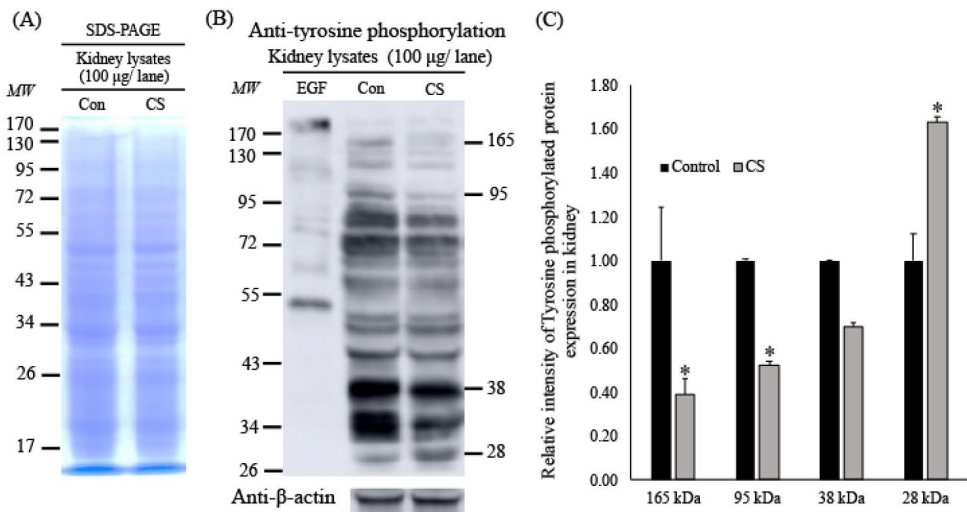 (A)
SDS-PAGE
Kidney lysates
(100 μg/ lane)
MW
Con CS
170
130
95
72
55
43
34
26
17
(B)
Anti-tyrosine phosphorylation
Kidney lysates (100 μg/ lane)
MW EGF Con CS
170
130
95
72
55
43
34
26
165
95
38
28
Anti-β-actin
(C)
Relative intensity of Tyrosine phosphorylated protein
expression in kidney
1.80
1.60
1.40
1.20
1.00
0.80
0.60
0.40
0.20
0.00
Control CS
*
*
*
165 kDa 95 kDa 38 kDa 28 kDa